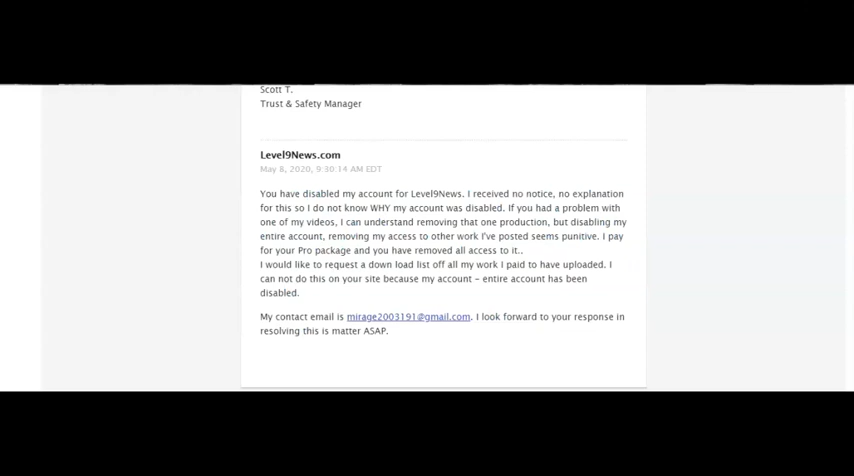 Scott T.
Trust & Safety Manager
Level9News.com
May 8, 2020, 9:30:14 AM EDT
You have disabled my account for Level9News. I received no notice, no explanation
for this so I do not know WHY my account was disabled. If you had a problem with
one of my videos, I can understand removing that one production, but disabling my
entire account, removing my access to other work I've posted seems punitive. I pay
for your Pro package and you have removed all access to it..
I would like to request a down load list off all my work I paid to have uploaded. I
can not do this on your site because my account - entire account has been
disabled.
My contact email is mirage2003191@gmail.com. I look forward to your response in
resolving this is matter ASAP.